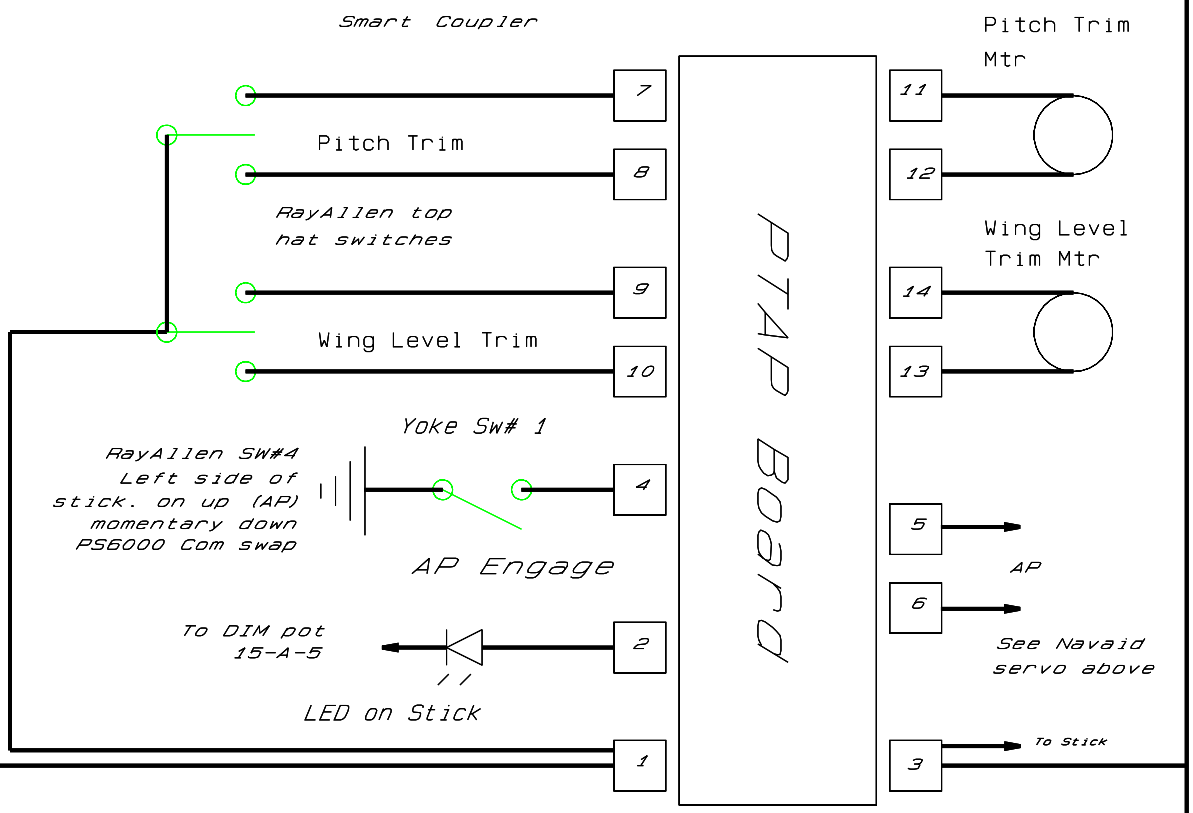 Smart Coupler
Pitch Trim
Mtr
7
11
Pitch Trim
8
12
RayAllen top
hat switches
Wing Level
Trim Mtr
9
14
Wing Level Trim
10
13
PTAP Board
Yoke Sw# 1
RayAllen SW#4
Left side of
stick. on up (AP)
momentary down
PS6000 Com swap
4
5
AP Engage
AP
6
To DIM pot
15-A-5
2
See Navaid
servo above
LED on Stick
To Stick
1
3